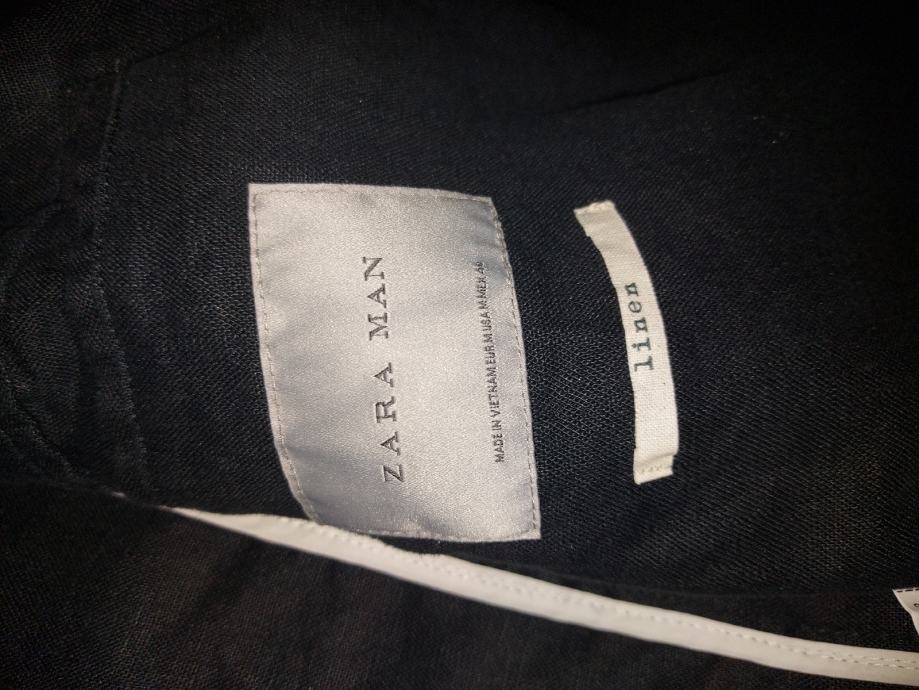 ZARA MAN
MADE IN VIETNAM EUR M USA M MEX 40
linen